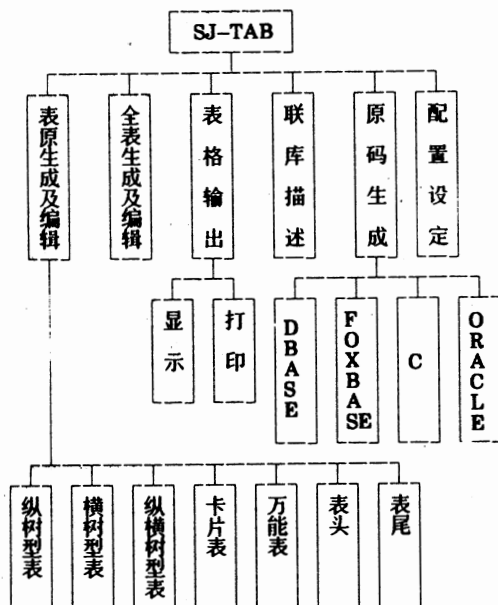 SJ-TAB
表原生成及编辑
全表生成及编辑
表格输出
联库描述
原码生成
配置设定
显示
打印
DBASE
FOXBASE
C
ORACLE
纵树型表
横树型表
纵横树型表
卡片表
万能表
表头
表尾